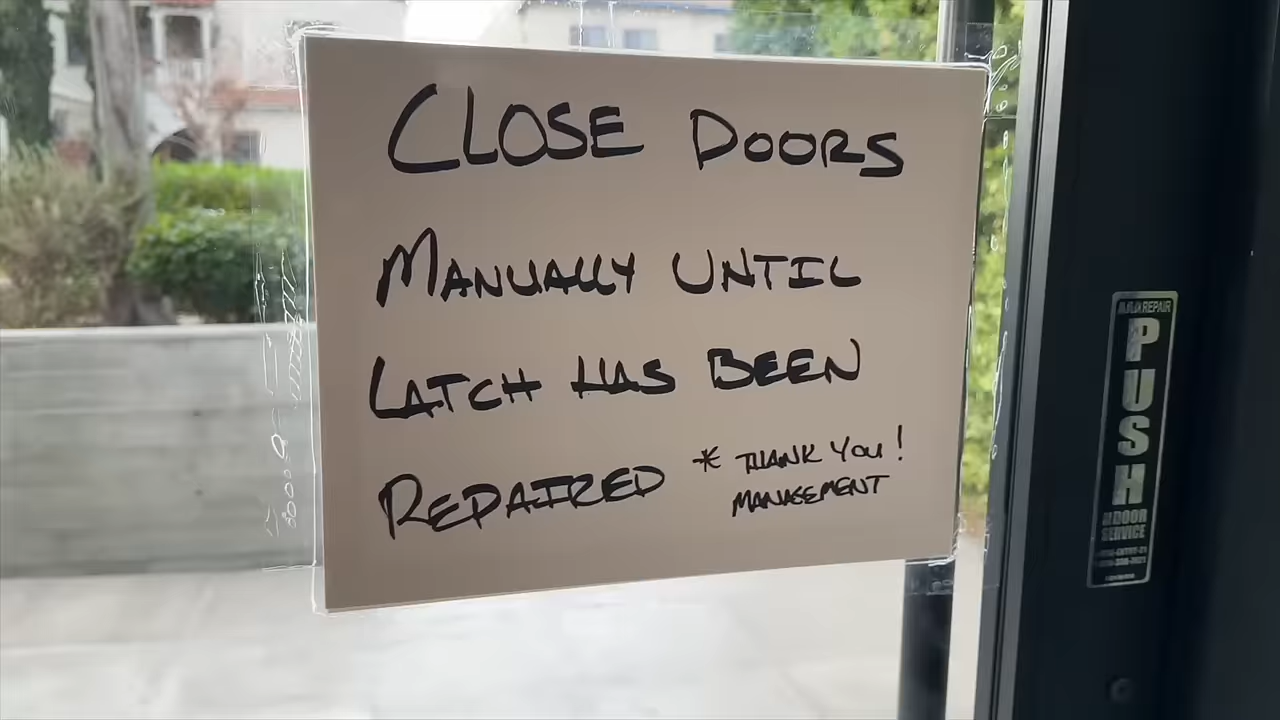 CLOSE DOORS
MANUALLY UNTIL
LATCH HAS BEEN
REPAIRED * THANK YOU!
MANAGEMENT
PUSH
DOOR
SERVICE